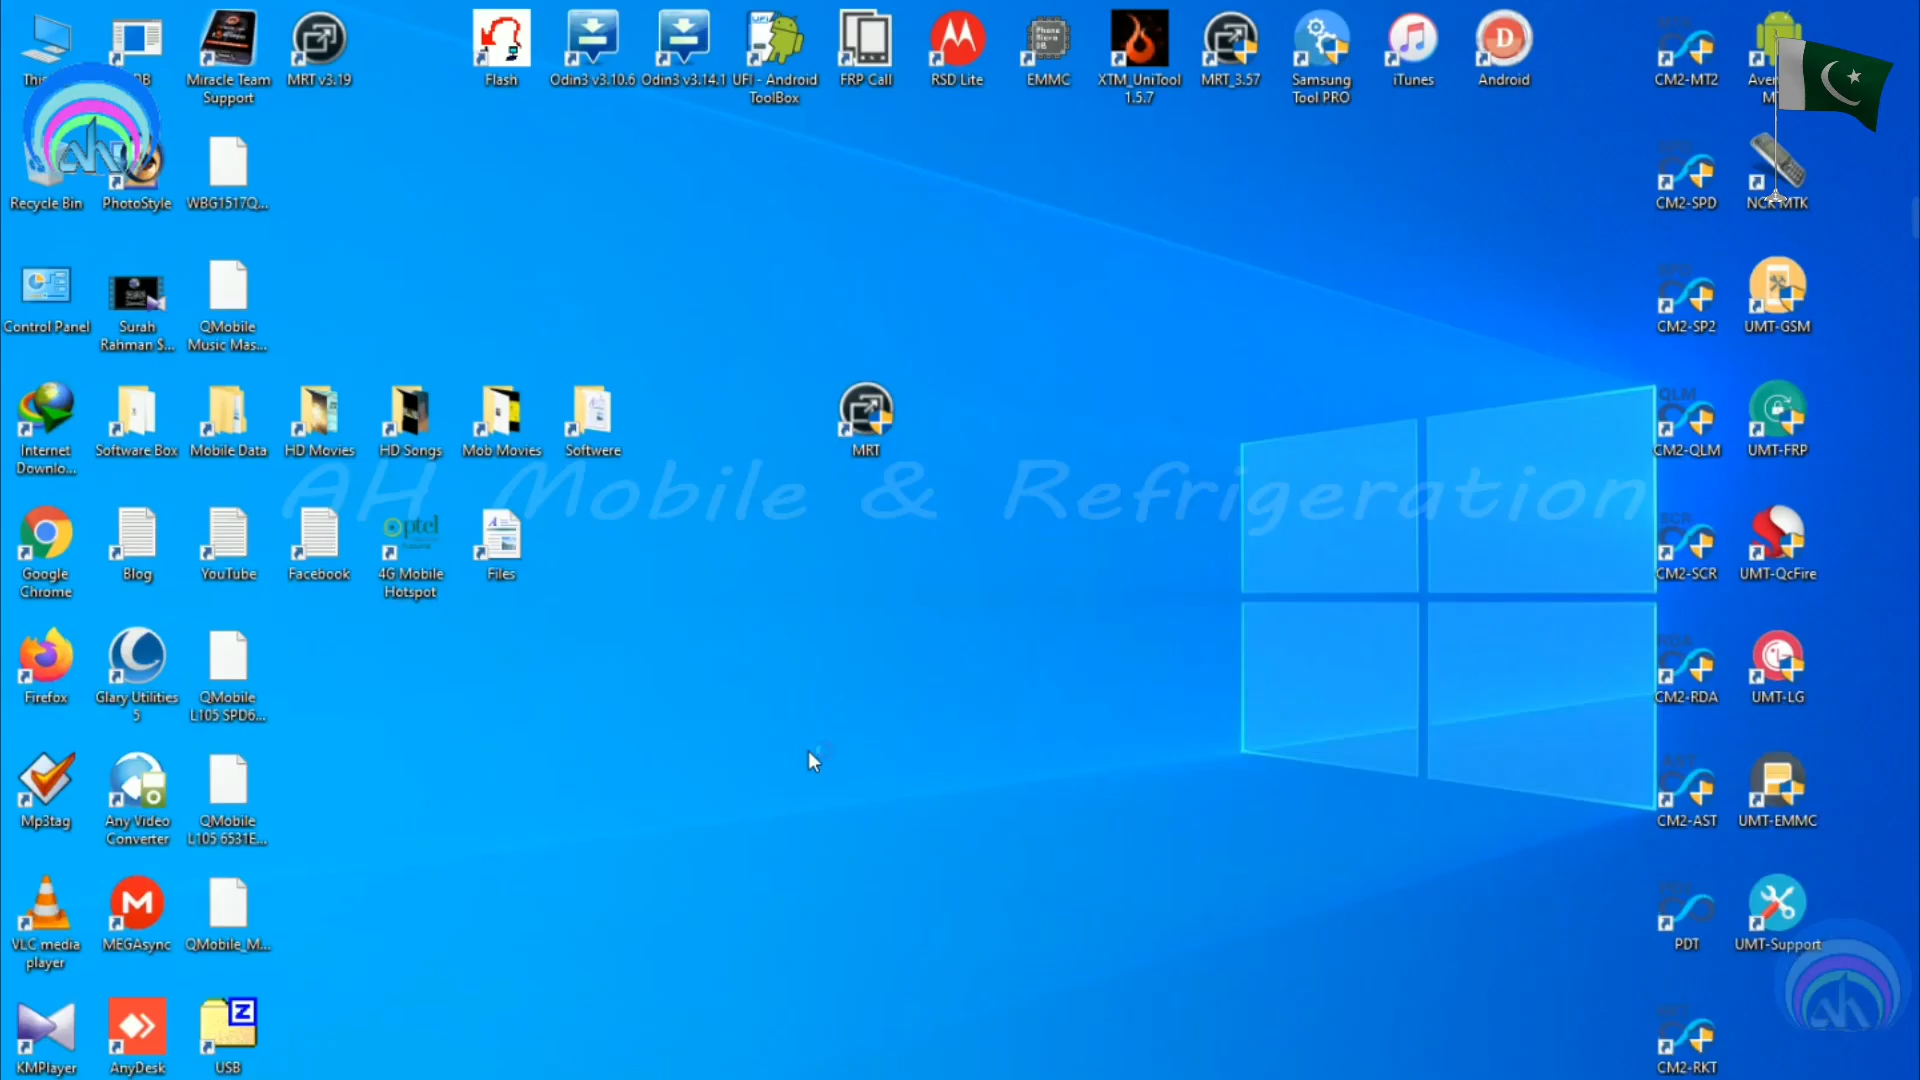 DB
Miracle Team
Support
MRT v3.19
Flash
Odin3 v3.10.6
Odin3 v3.14.1
UFI - Android
ToolBox
FRP Call
RSD Lite
EMMC
XTM_UniTool
1.5.7
MRT_3.57
Samsung
Tool PRO
iTunes
Android
CM2-MT2
Recycle Bin
PhotoStyle
WBG1517Q...
CM2-SPD
NCK MTK
Control Panel
Surah
Rahman S...
QMobile
Music Mas...
CM2-SP2
UMT-GSM
Internet
Downlo...
Software Box
Mobile Data
HD Movies
HD Songs
Mob Movies
Software
MRT
QLM
CM2-QLM
UMT-FRP
AH Mobile & Refrigeration
Google
Chrome
Blog
YouTube
Facebook
ptcl
4G Mobile
Hotspot
Files
SCR
CM2-SCR
UMT-QcFire
Firefox
Glary Utilities
5
QMobile
L105 SPD6...
RDA
CM2-RDA
UMT-LG
Mp3tag
Any Video
Converter
QMobile
L105 6531E...
AST
CM2-AST
UMT-EMMC
VLC media
player
MEGAsync
QMobile_M...
PDT
UMT-Support
KMPlayer
AnyDesk
USB
CM2-RKT